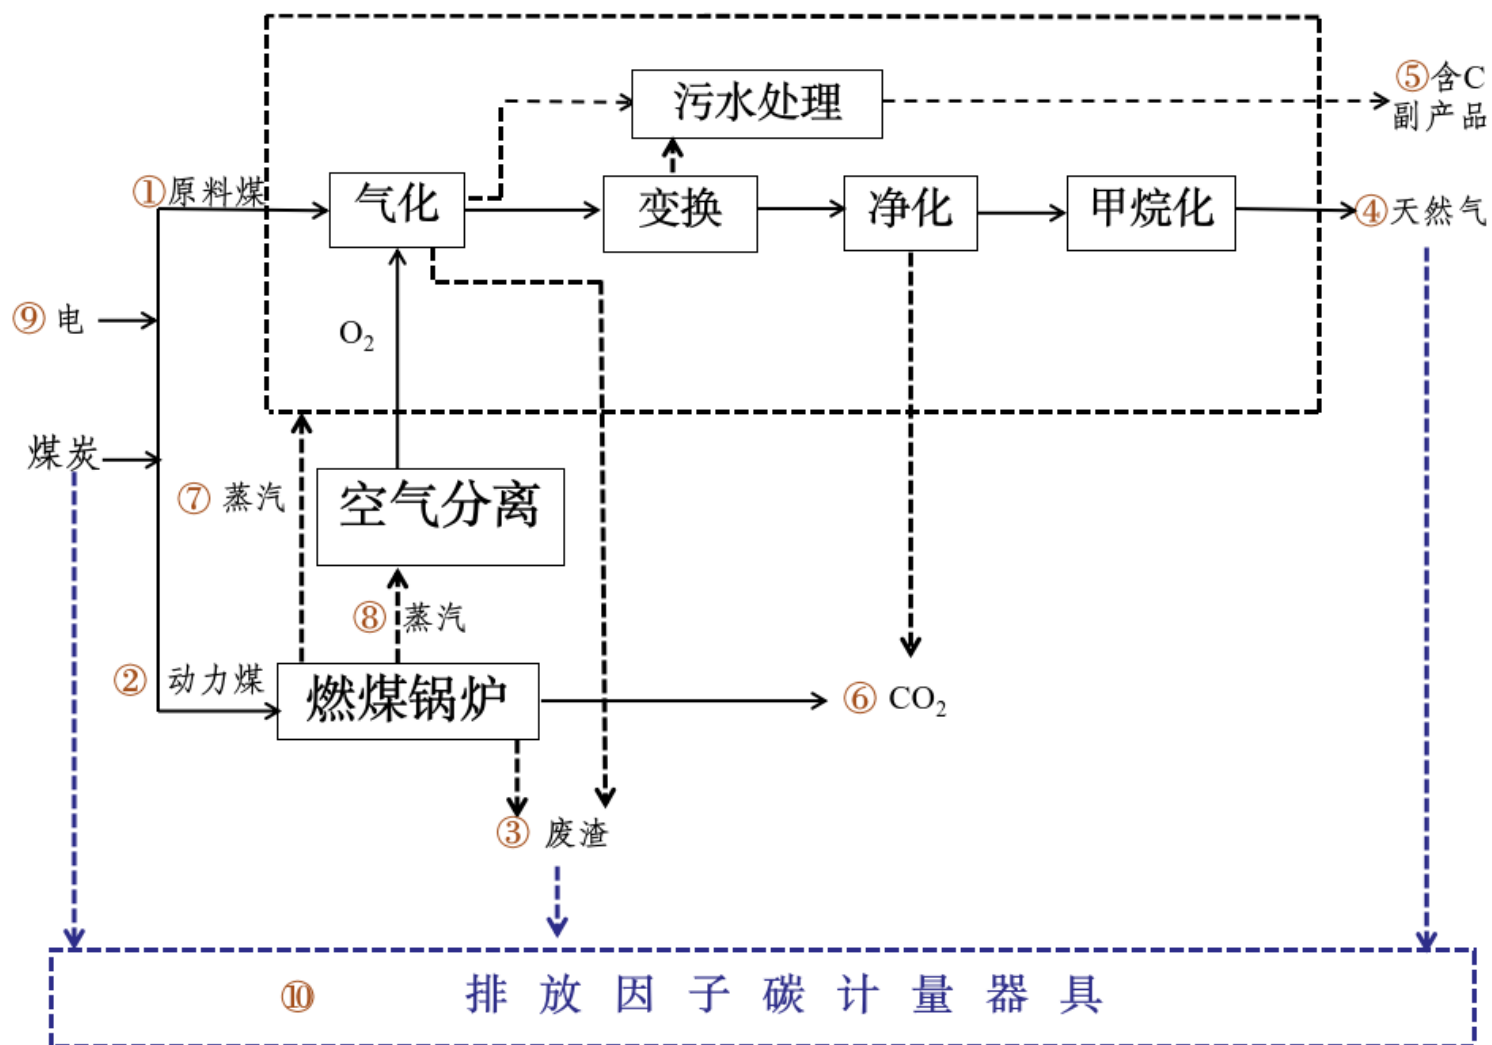 ⑤含C
副产品
污水处理
①原料煤
气化
变换
净化
甲烷化
④天然气
⑨ 电
O₂
煤炭
⑦ 蒸汽
空气分离
⑧ 蒸汽
② 动力煤
燃煤锅炉
⑥ CO₂
③ 废渣
⑩ 排放因子碳计量器具